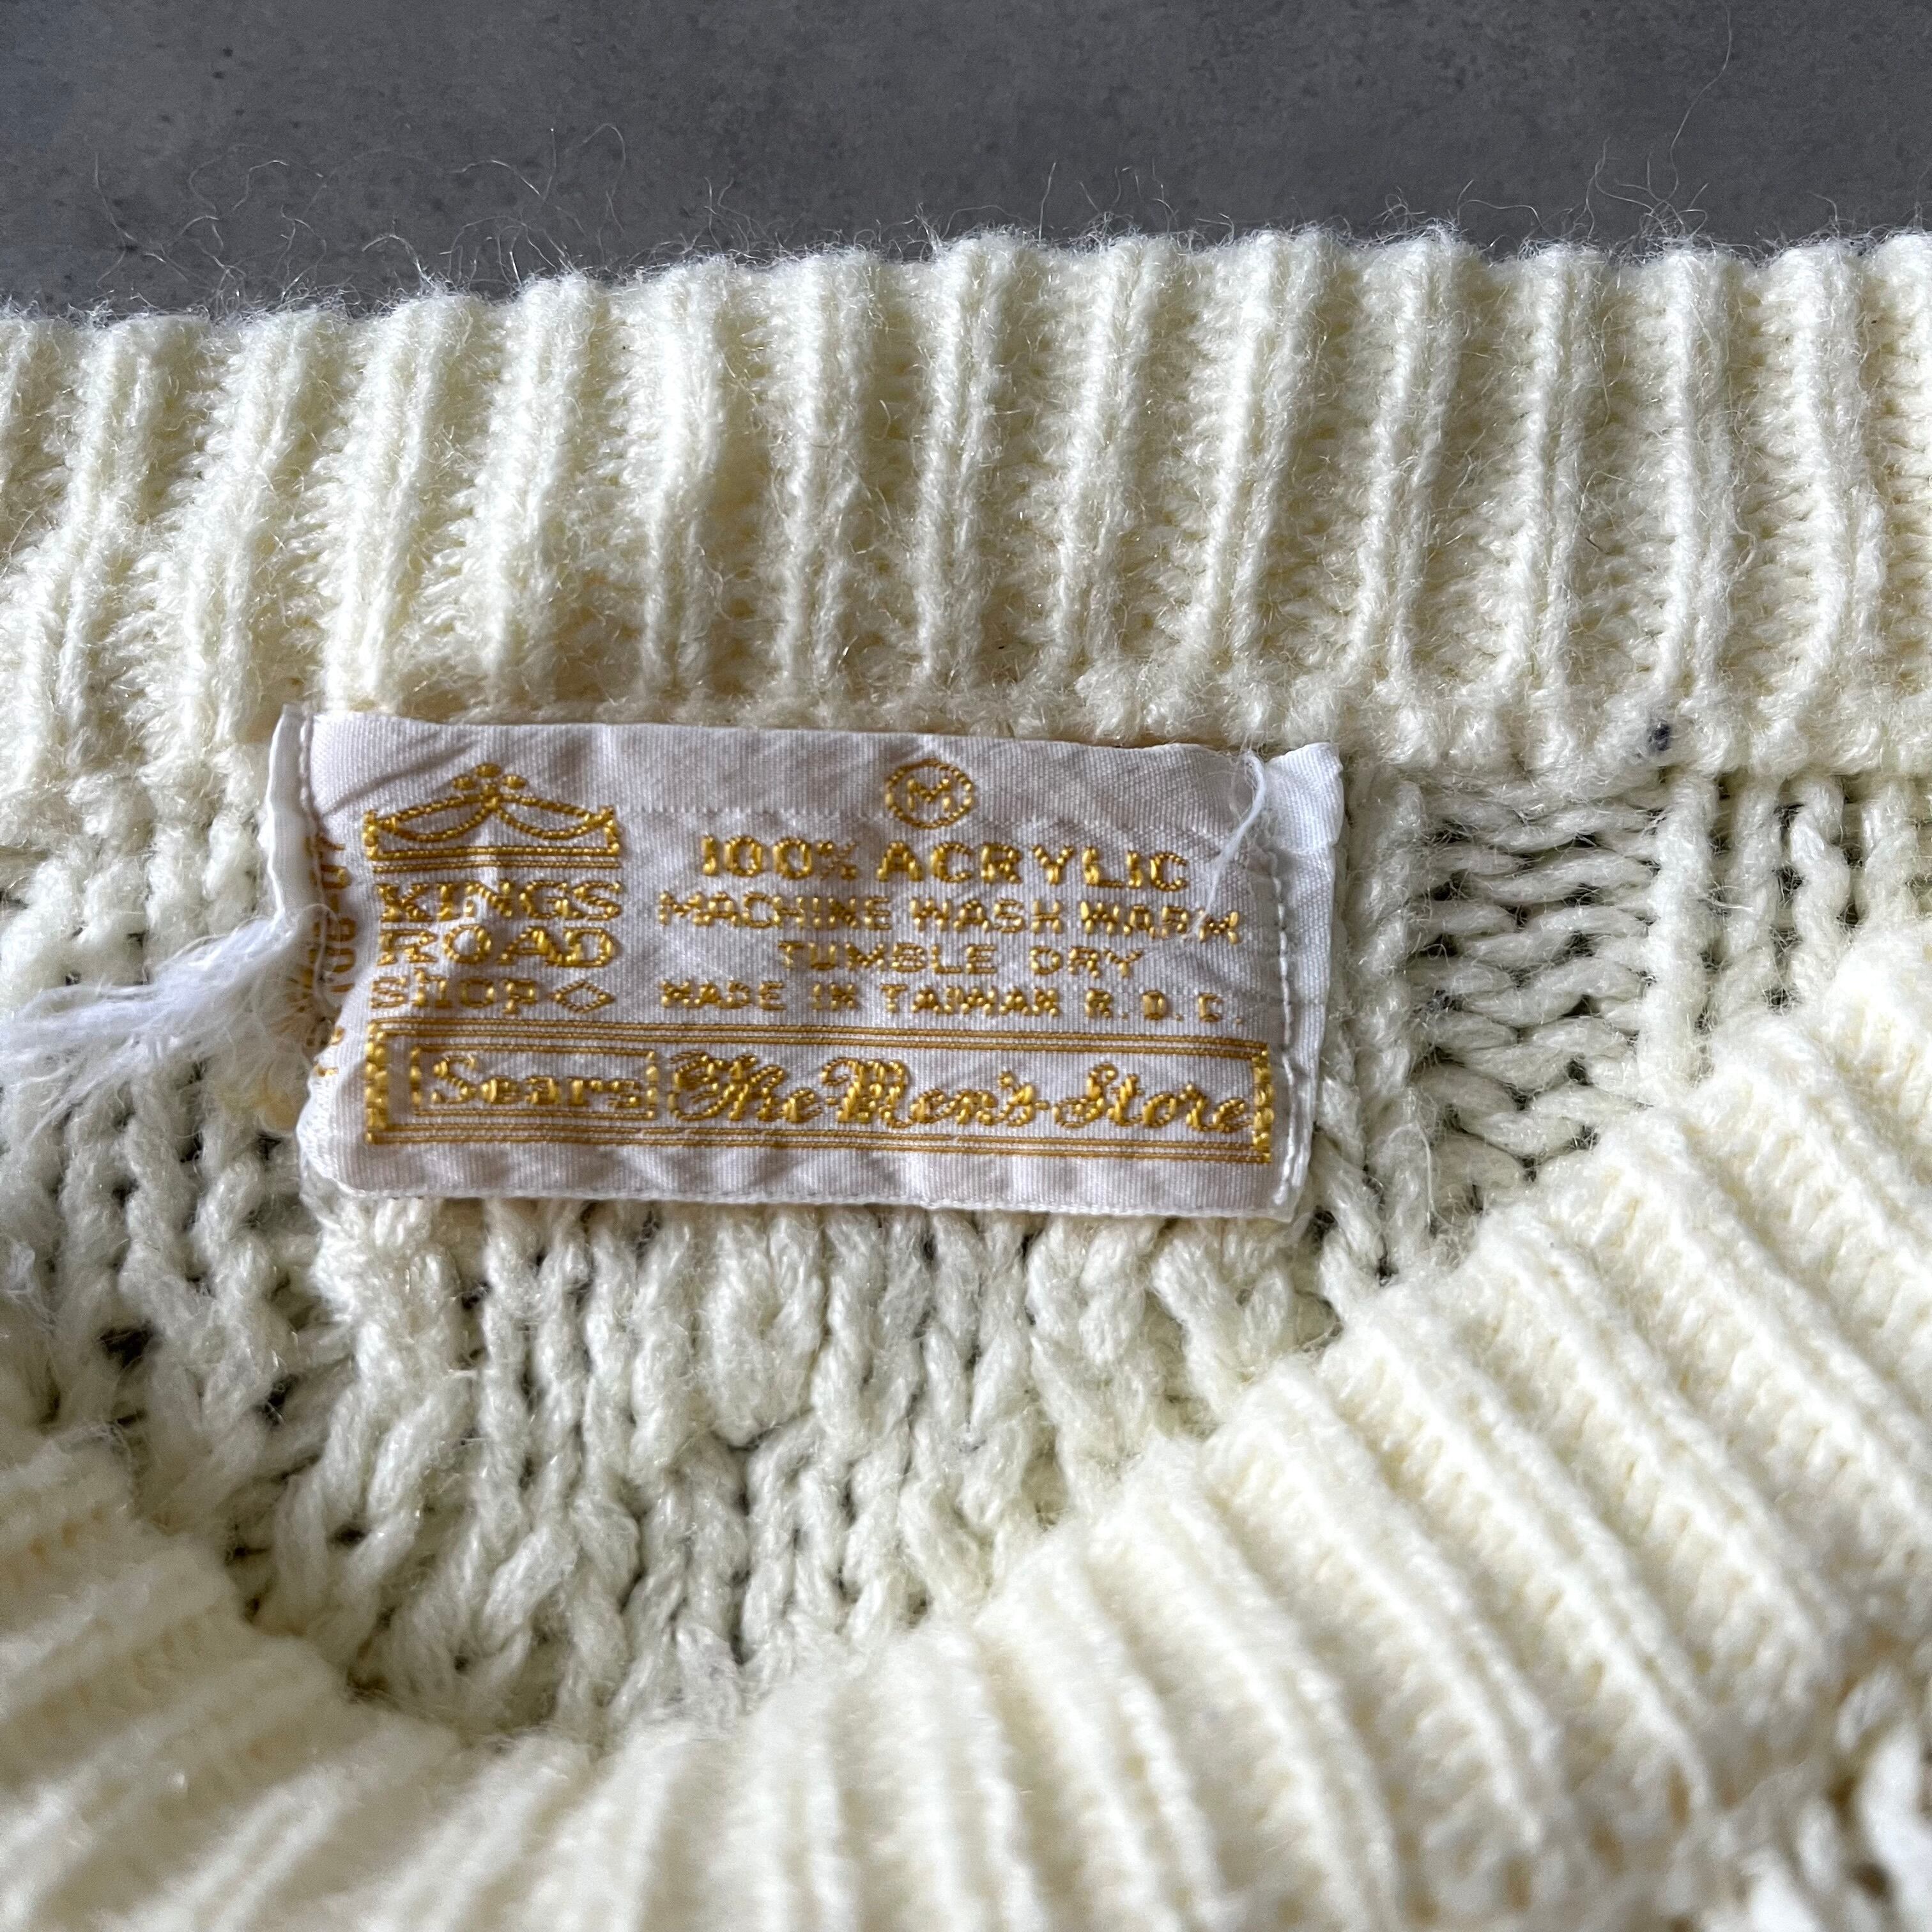 M
KINGS
ROAD
SHOP
100% ACRYLIC
MACHINE WASH WARM
TUMBLE DRY
MADE IN TAIWAN R.O.C.
Sears The Men's Store